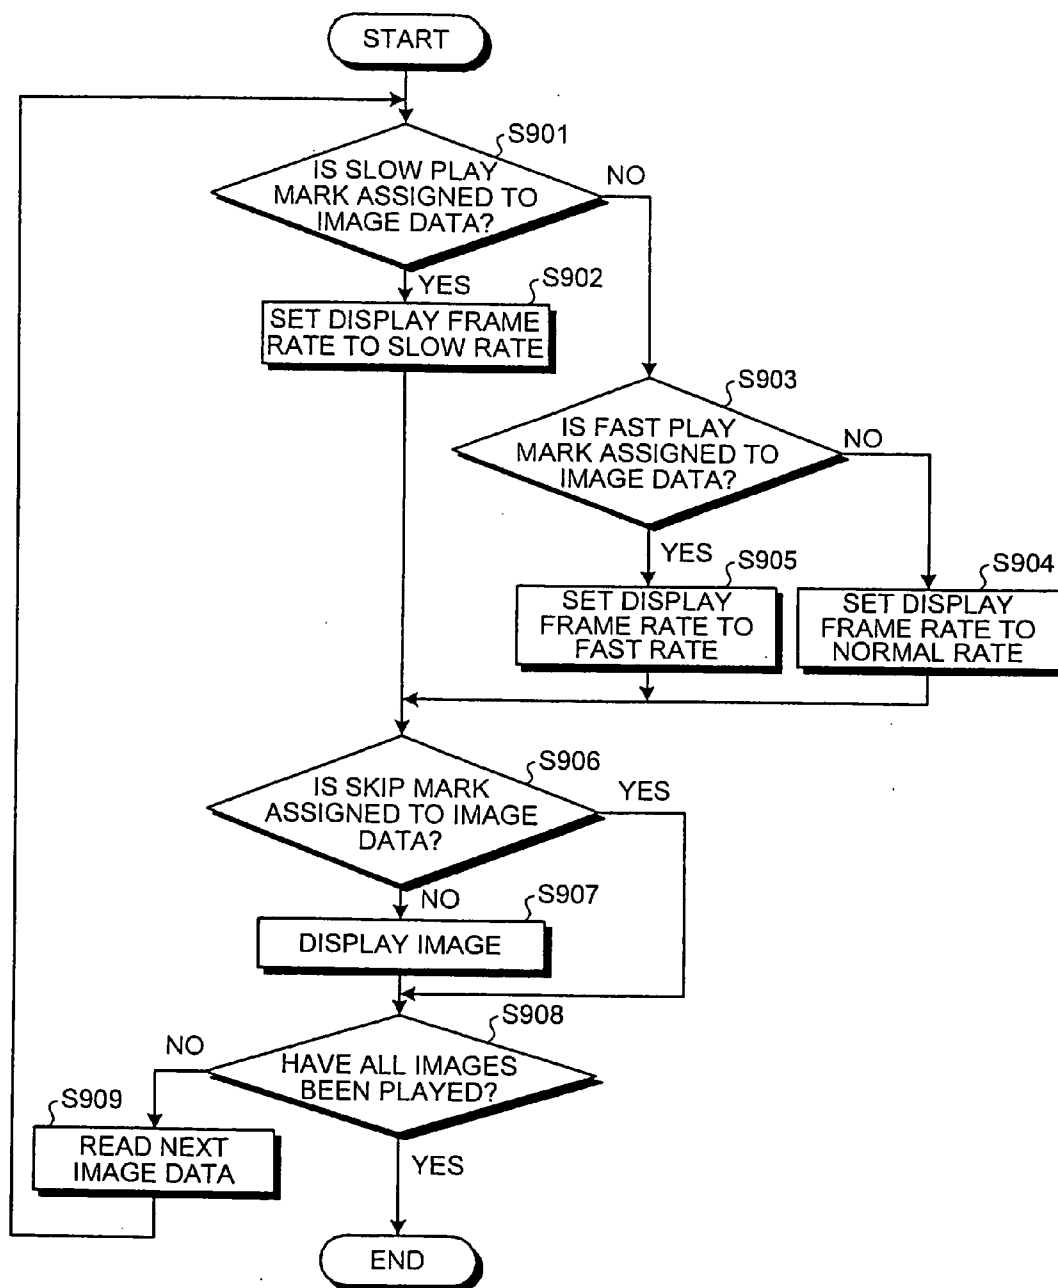 START
S901
IS SLOW PLAY
MARK ASSIGNED TO
IMAGE DATA?
NO
YES
S902
SET DISPLAY FRAME
RATE TO SLOW RATE
S903
IS FAST PLAY
MARK ASSIGNED TO
IMAGE DATA?
NO
YES
S905
SET DISPLAY
FRAME RATE TO
FAST RATE
S904
SET DISPLAY
FRAME RATE TO
NORMAL RATE
S906
IS SKIP MARK
ASSIGNED TO IMAGE
DATA?
YES
NO
S907
DISPLAY IMAGE
S908
HAVE ALL IMAGES
BEEN PLAYED?
NO
S909
READ NEXT
IMAGE DATA
YES
END